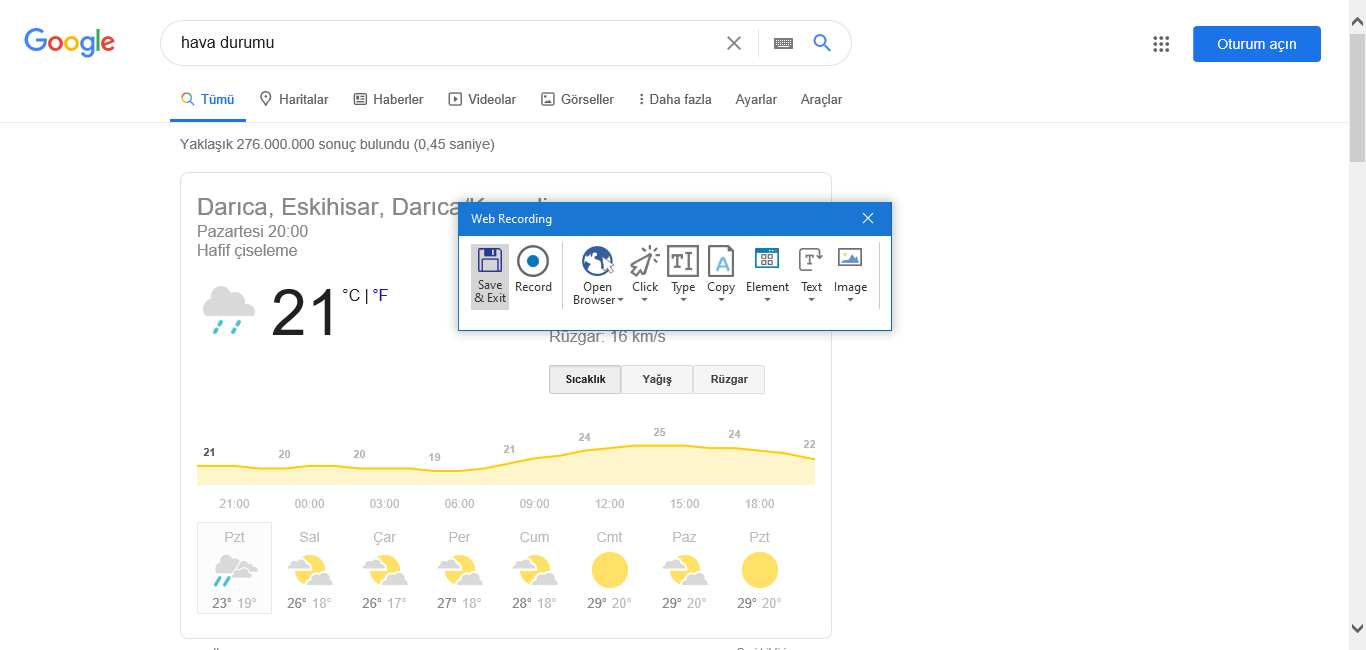 Google
hava durumu
Oturum açın
Tümü Haritalar Haberler Videolar Görseller Daha fazla Ayarlar Araçlar
Yaklaşık 276.000.000 sonuç bulundu (0,45 saniye)
Darıca, Eskihisar, Darıca
Pazartesi 20:00
Hafif çiseleme
21 °C | °F
Web Recording
Save & Exit
Record
Open Browser
Click
Type
Copy
Element
Text
Image
Rüzgar: 16 km/s
Sıcaklık Yağış Rüzgar
21 20 20 19 21 24 25 24 22
21:00 00:00 03:00 06:00 09:00 12:00 15:00 18:00
Pzt Sal Çar Per Cum Cmt Paz Pzt
23° 19° 26° 18° 26° 17° 27° 18° 28° 18° 29° 20° 29° 20° 29° 20°